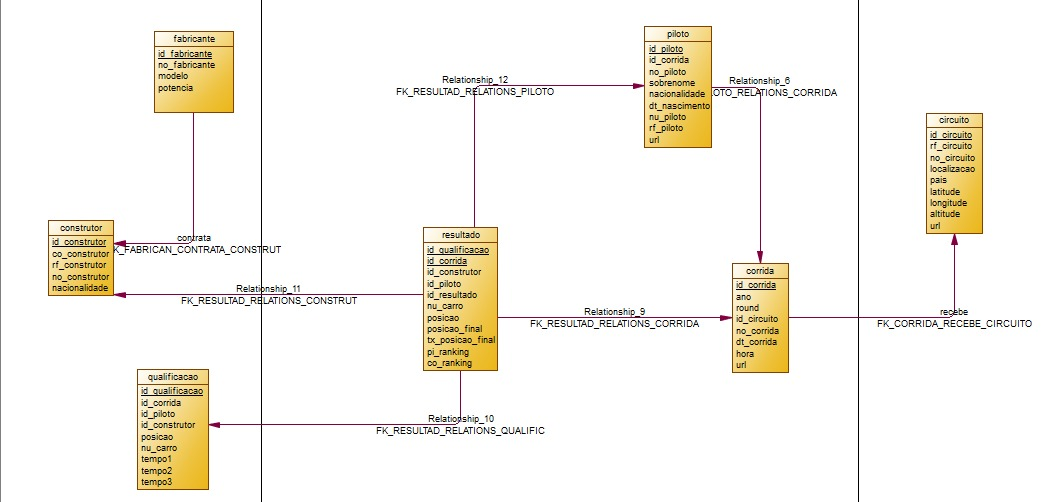 fabricante
id_fabricante
no_fabricante
modelo
potencia
piloto
id_piloto
id_corrida
no_piloto
sobrenome
nacionalidade
dt_nascimento
nu_piloto
rf_piloto
url
Relationship_12
FK_RESULTAD_RELATIONS_PILOTO
Relationship_6
OTO_RELATIONS_CORRIDA
circuito
id_circuito
rf_circuito
no_circuito
localizacao
pais
latitude
longitude
altitude
url
construtor
id_construtor
co_construtor
rf_construtor
no_construtor
nacionalidade
contrata
K_FABRICAN_CONTRATA_CONSTRUT
resultado
id_qualificacao
id_corrida
id_construtor
id_piloto
id_resultado
nu_carro
posicao
posicao_final
tx_posicao_final
pi_ranking
co_ranking
Relationship_11
FK_RESULTAD_RELATIONS_CONSTRUT
Relationship_9
FK_RESULTAD_RELATIONS_CORRIDA
corrida
id_corrida
ano
round
id_circuito
no_corrida
dt_corrida
hora
url
recebe
FK_CORRIDA_RECEBE_CIRCUITO
qualificacao
id_qualificacao
id_corrida
id_piloto
id_construtor
posicao
nu_carro
tempo1
tempo2
tempo3
Relationship_10
FK_RESULTAD_RELATIONS_QUALIFIC